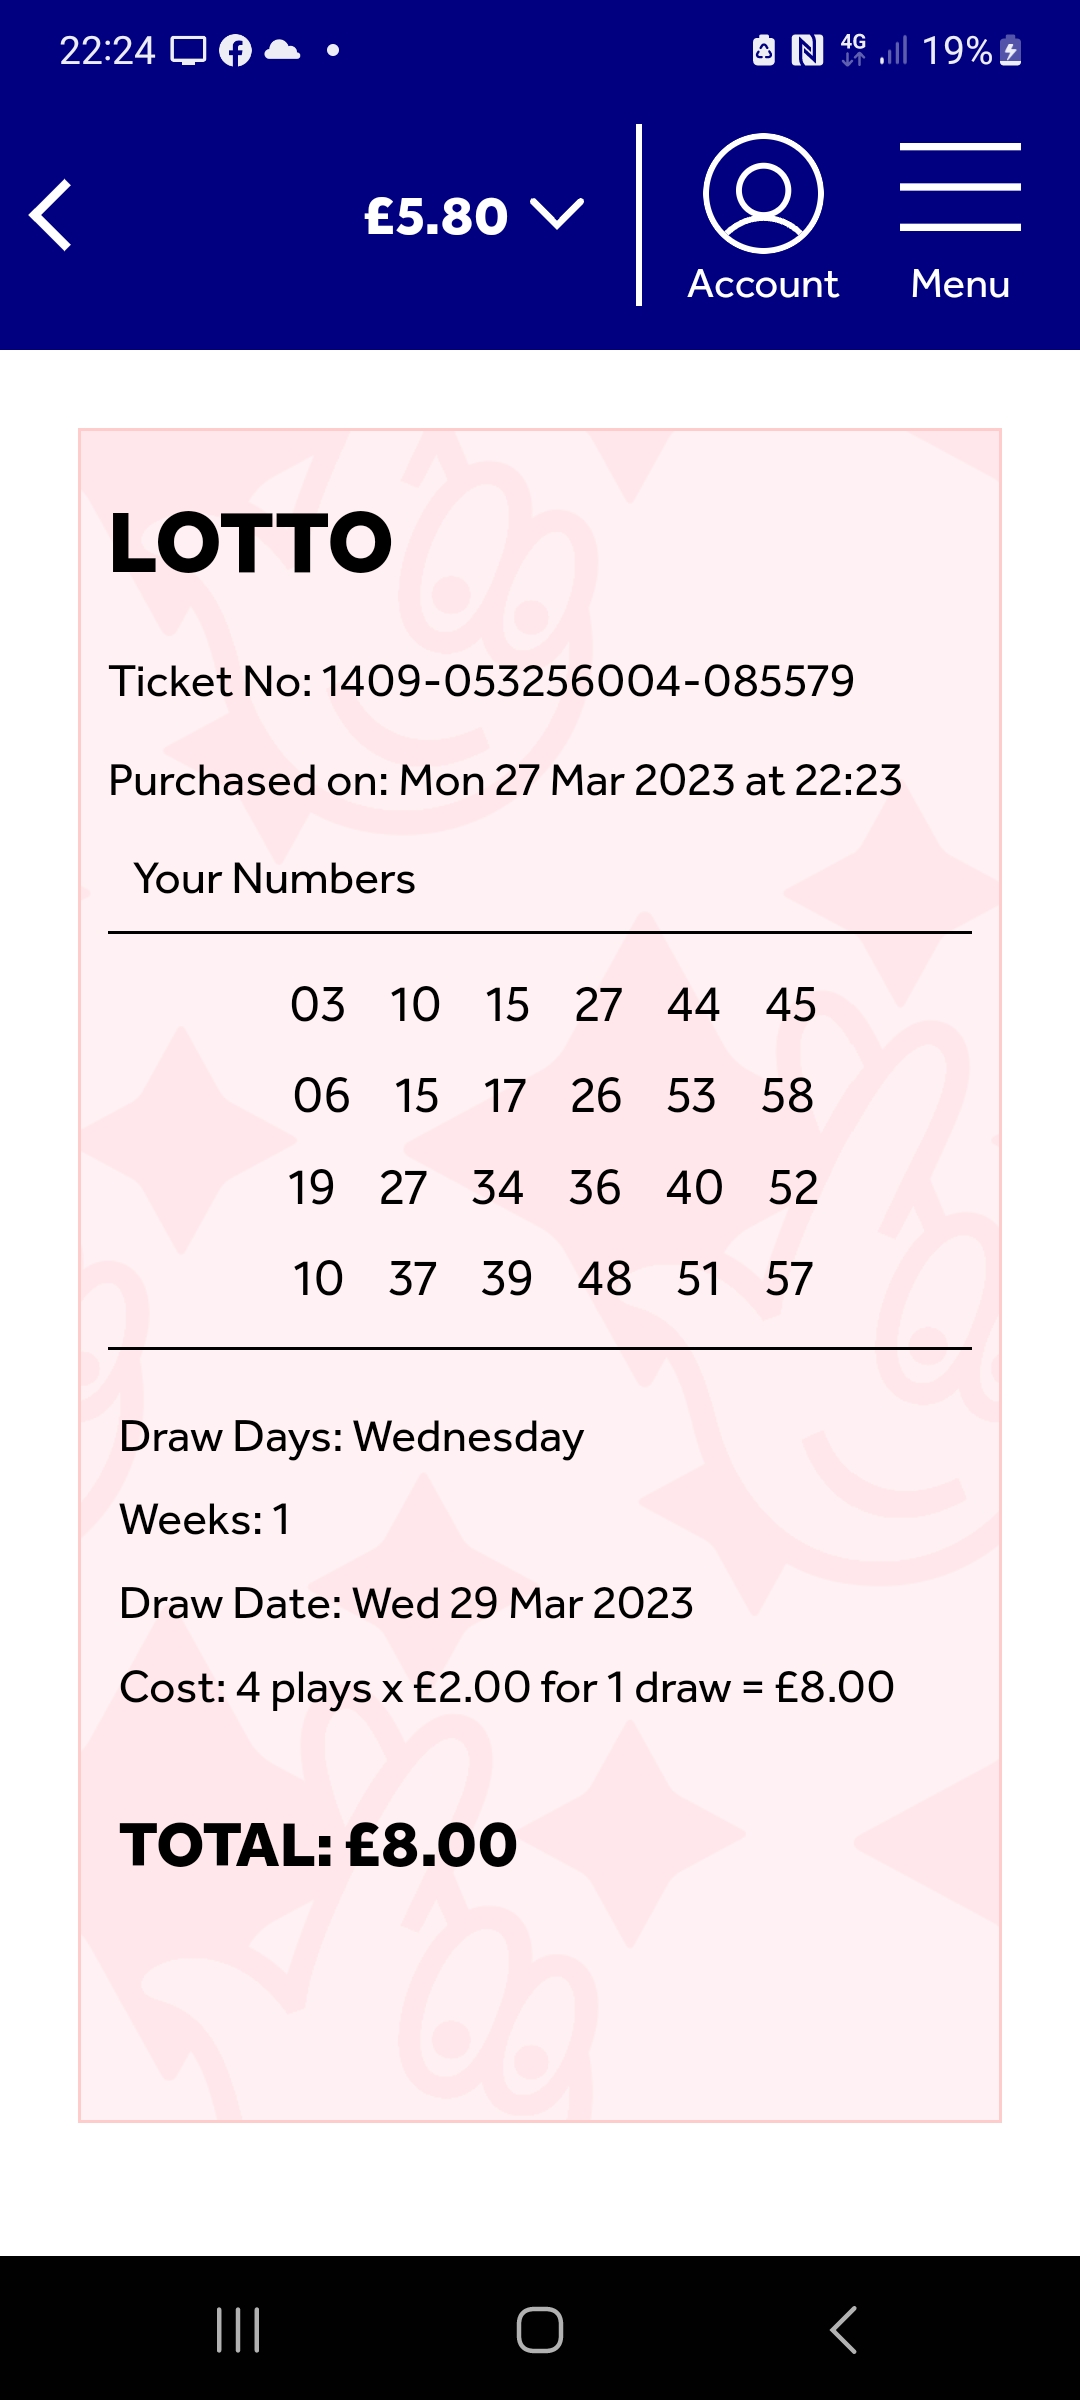 22:24 4G 19%
£5.80
Account Menu
LOTTO
Ticket No: 1409-053256004-085579
Purchased on: Mon 27 Mar 2023 at 22:23
Your Numbers
03 10 15 27 44 45
06 15 17 26 53 58
19 27 34 36 40 52
10 37 39 48 51 57
Draw Days: Wednesday
Weeks: 1
Draw Date: Wed 29 Mar 2023
Cost: 4 plays x £2.00 for 1 draw = £8.00
TOTAL: £8.00